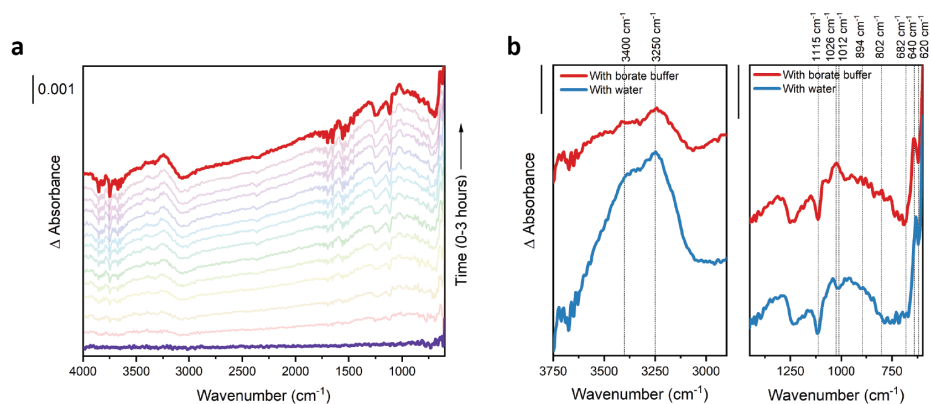 a
0.001
Δ Absorbance
4000 3500 3000 2500 2000 1500 1000
Wavenumber (cm⁻¹)
Time (0-3 hours)
b
3400 cm⁻¹
3250 cm⁻¹
With borate buffer
With water
Δ Absorbance
3750 3500 3250 3000
Wavenumber (cm⁻¹)
1115 cm⁻¹
1026 cm⁻¹
1012 cm⁻¹
894 cm⁻¹
802 cm⁻¹
682 cm⁻¹
640 cm⁻¹
620 cm⁻¹
With borate buffer
With water
1250 1000 750
Wavenumber (cm⁻¹)